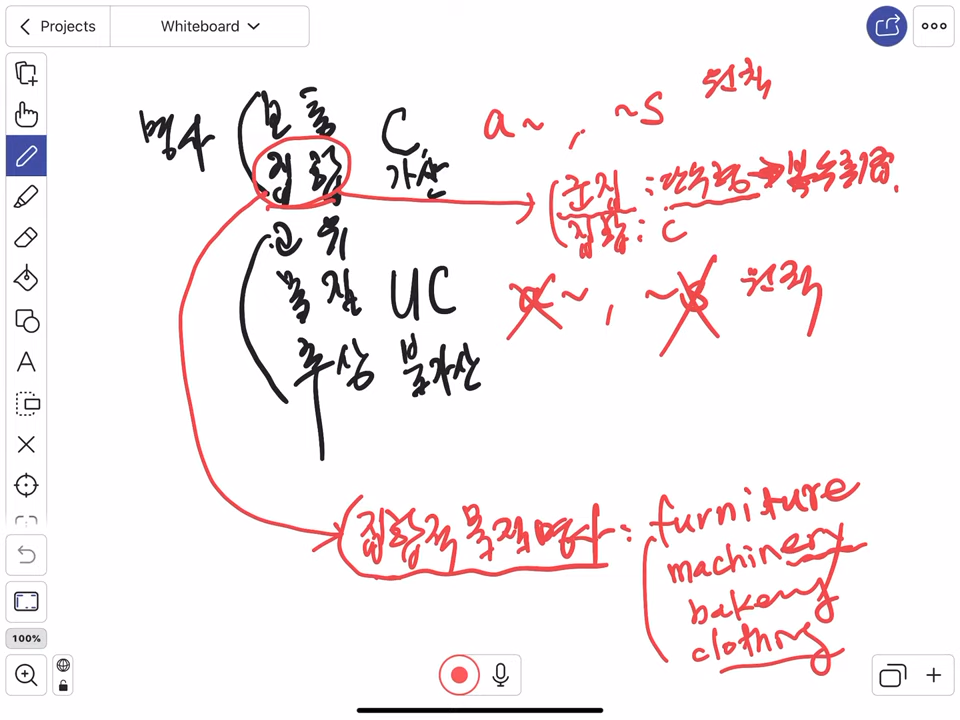 Projects
Whiteboard
명사
보통 C, a~, ~s 원칙
집합 가산
군집 : 단수형 → 복수취급.
집합 : C
고유
물질 UC a~, ~s 원칙
추상 불가산
집합적 물질명사 : furniture
machinery
bakery
clothing
A
100%